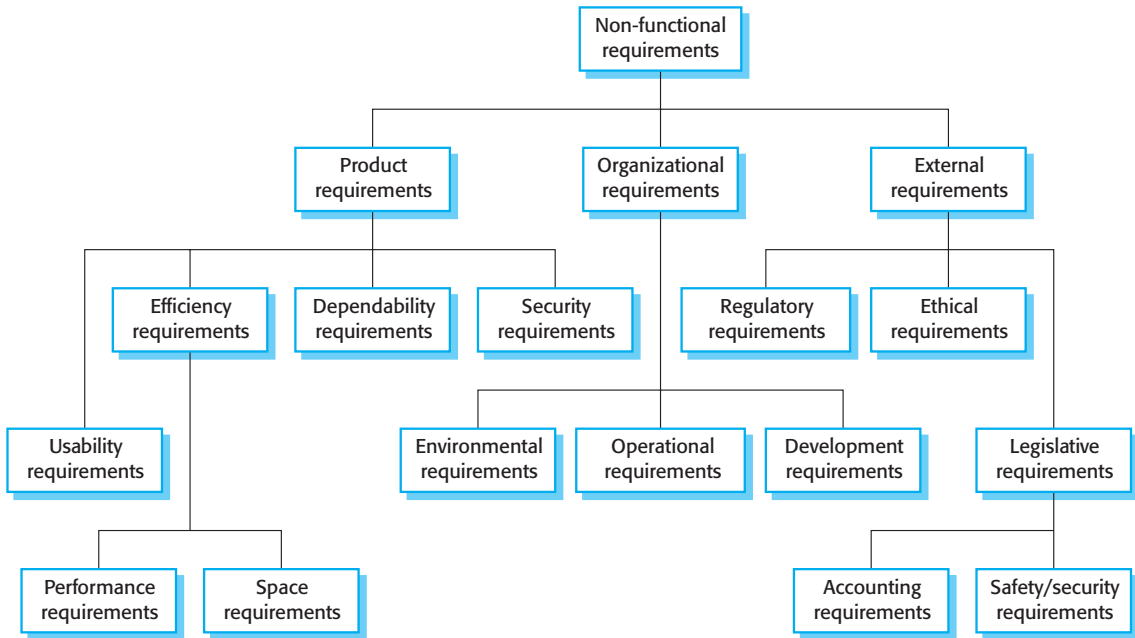 Non-functional
requirements
Product
requirements
Organizational
requirements
External
requirements
Efficiency
requirements
Dependability
requirements
Security
requirements
Regulatory
requirements
Ethical
requirements
Usability
requirements
Environmental
requirements
Operational
requirements
Development
requirements
Legislative
requirements
Performance
requirements
Space
requirements
Accounting
requirements
Safety/security
requirements